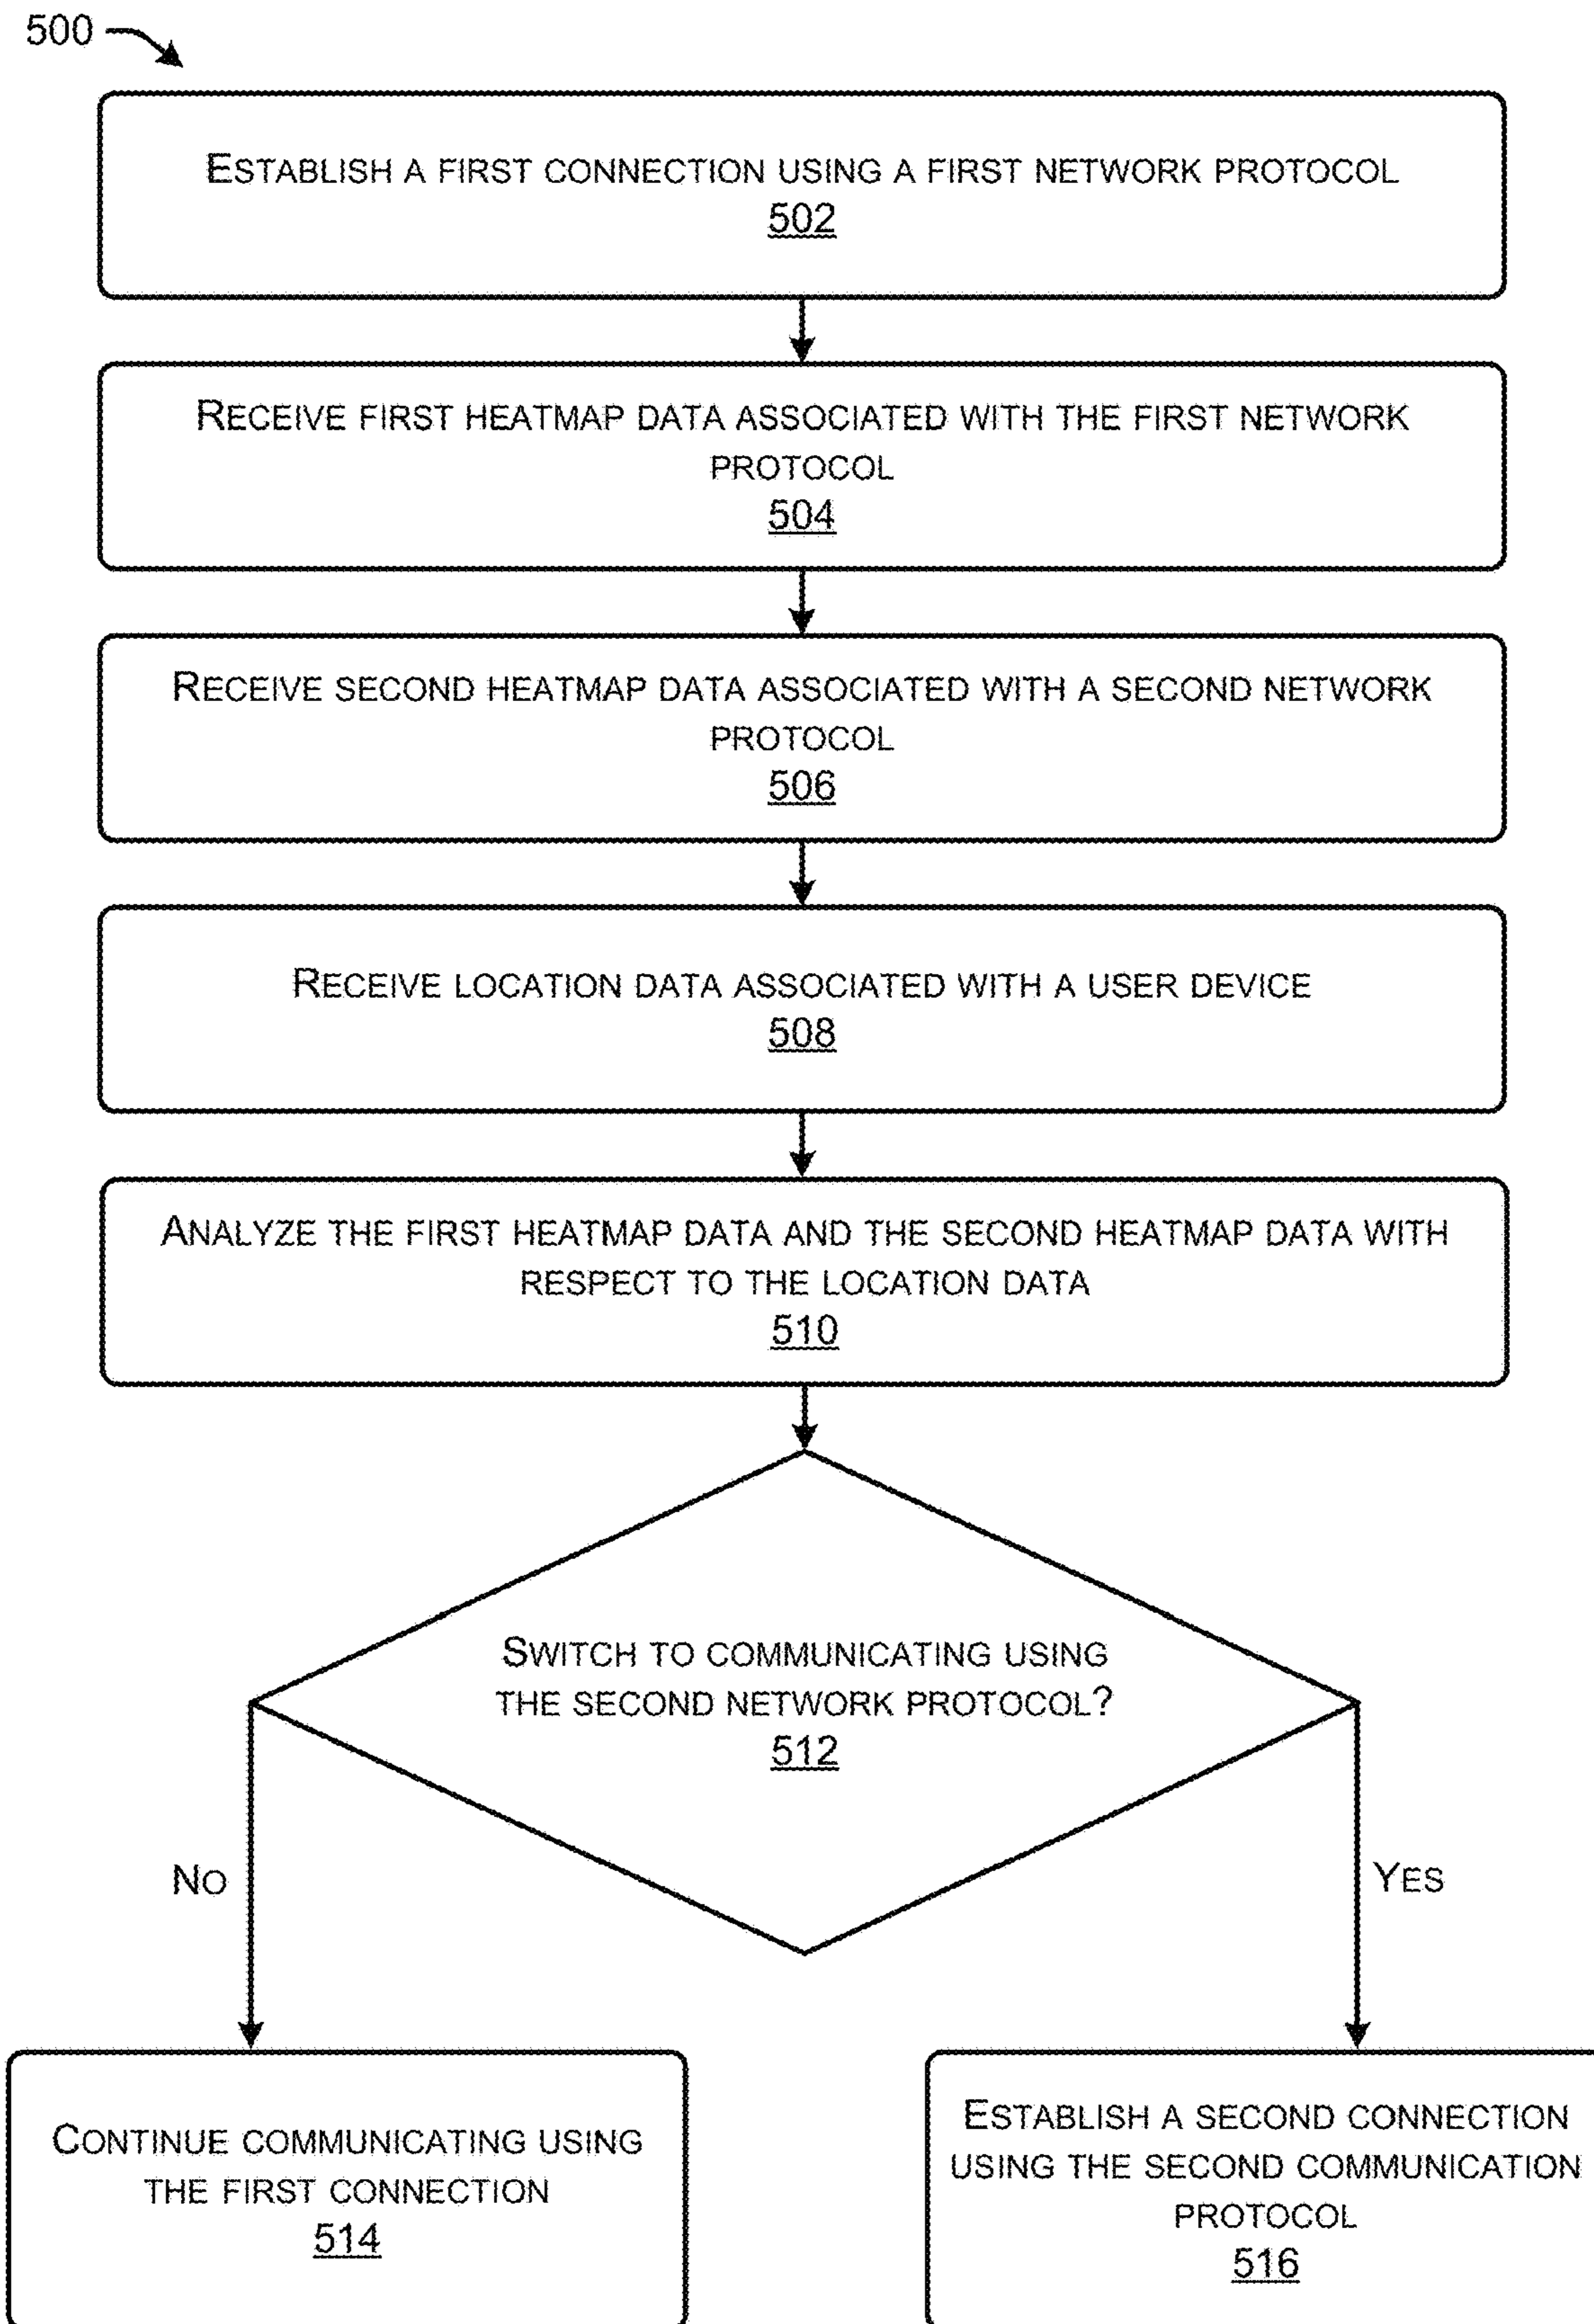 500
ESTABLISH A FIRST CONNECTION USING A FIRST NETWORK PROTOCOL
502
RECEIVE FIRST HEATMAP DATA ASSOCIATED WITH THE FIRST NETWORK
PROTOCOL
504
RECEIVE SECOND HEATMAP DATA ASSOCIATED WITH A SECOND NETWORK
PROTOCOL
506
RECEIVE LOCATION DATA ASSOCIATED WITH A USER DEVICE
508
ANALYZE THE FIRST HEATMAP DATA AND THE SECOND HEATMAP DATA WITH
RESPECT TO THE LOCATION DATA
510
SWITCH TO COMMUNICATING USING
THE SECOND NETWORK PROTOCOL?
512
NO
YES
CONTINUE COMMUNICATING USING
THE FIRST CONNECTION
514
ESTABLISH A SECOND CONNECTION
USING THE SECOND COMMUNICATION
PROTOCOL
516